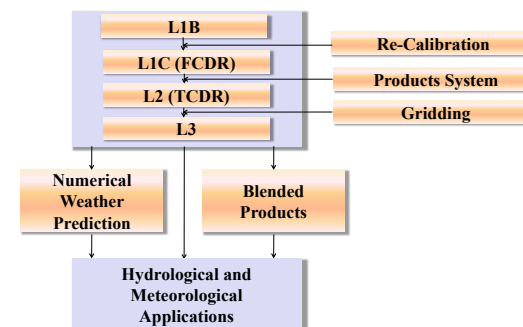 L1B
Re-Calibration
L1C (FCDR)
Products System
L2 (TCDR)
Gridding
L3
Numerical
Weather
Prediction
Blended
Products
Hydrological and
Meteorological
Applications